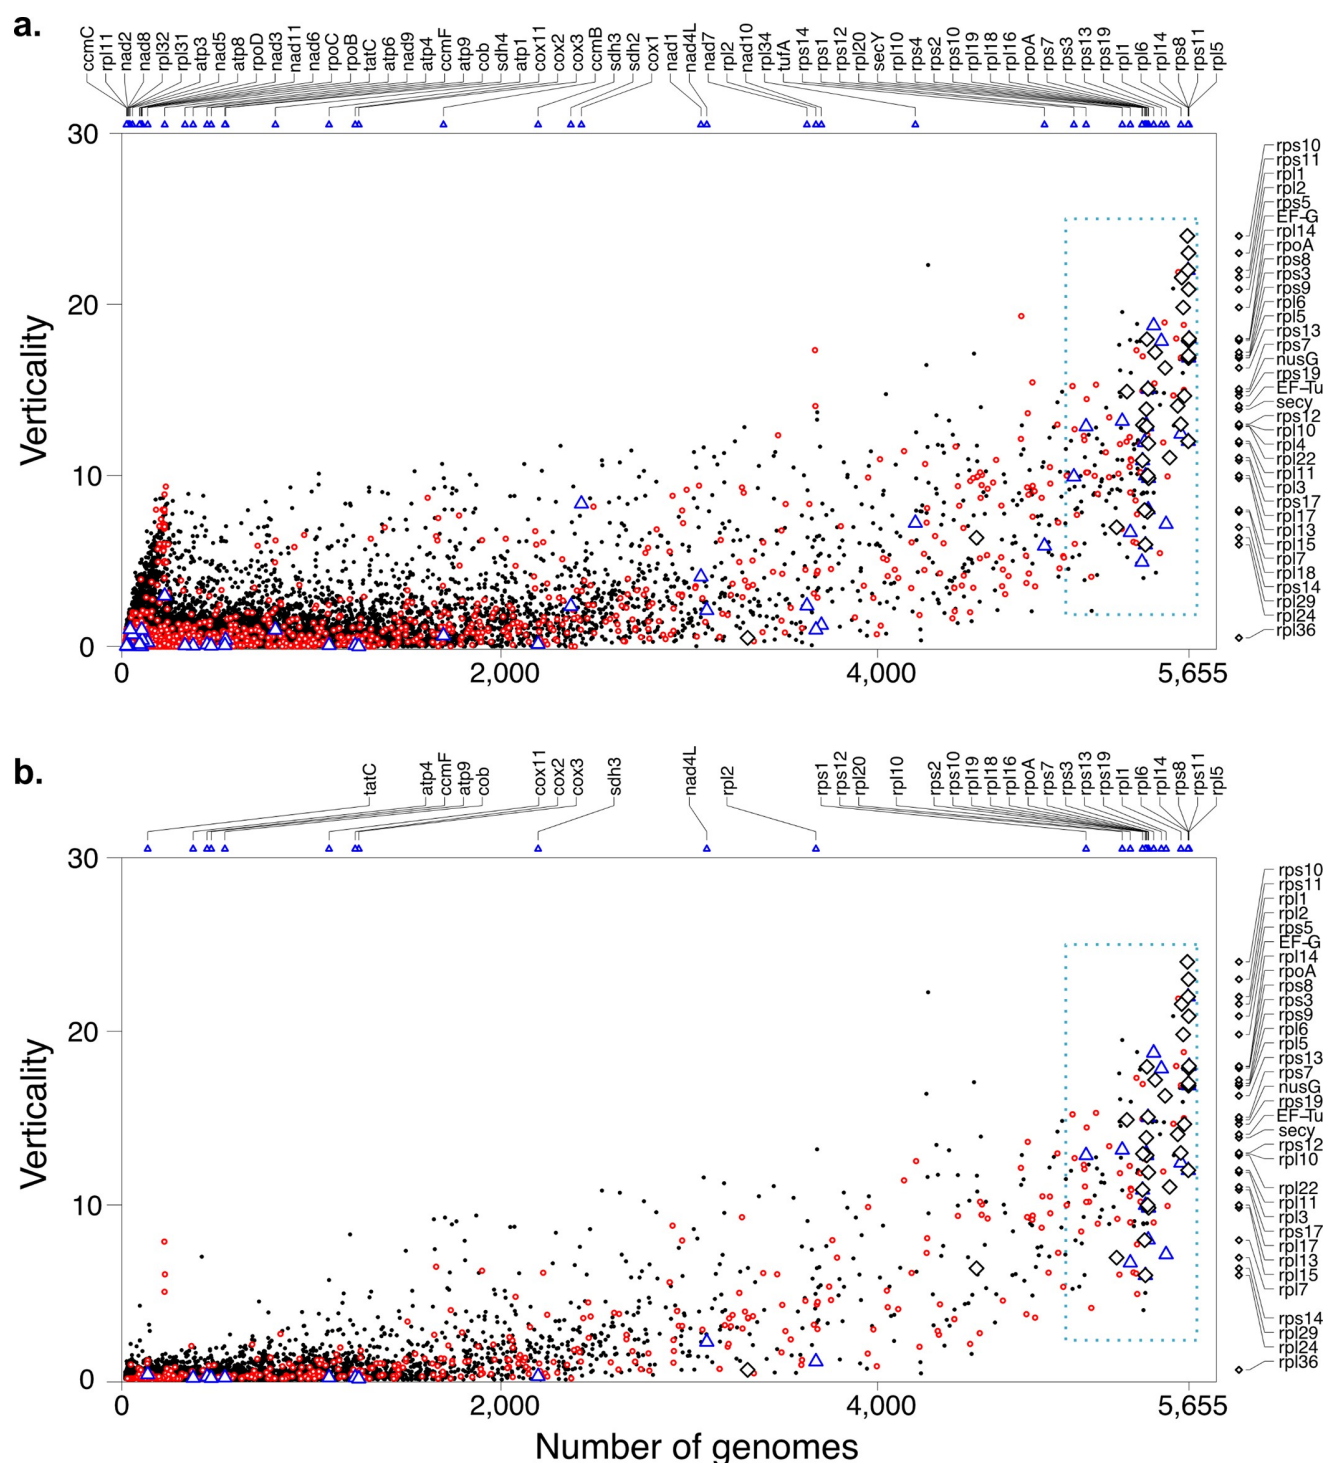 a.
ccmC
rpl11
nad2
nad8
rpl32
rpl31
atp3
nad5
atp8
rpoD
nad3
nad11
nad6
rpoC
rpoB
tatC
atp6
nad9
atp4
ccmF
atp9
cob
sdh4
atp1
cox11
cox2
cox3
ccmB
sdh3
sdh2
cox1
nad1
nad4L
nad7
rpl2
nad10
rpl34
tufA
rps14
rps1
rps12
rpl20
secY
rpl10
rps4
rps2
rps10
rpl19
rpl18
rpl16
rpoA
rps7
rps3
rps13
rps19
rpl1
rpl6
rpl14
rps8
rps11
rpl5
30
20
10
0
Verticality
0
2,000
4,000
5,655
rps10
rps11
rpl1
rpl2
rps5
EF-G
rpl14
rpoA
rps8
rps3
rps9
rpl6
rpl5
rps13
rps7
nusG
rps19
EF-Tu
secy
rps12
rpl10
rpl4
rpl22
rpl11
rpl3
rps17
rpl17
rpl13
rpl15
rpl7
rpl18
rps14
rpl29
rpl24
rpl36
b.
tatC
atp4
ccmF
atp9
cob
cox11
cox2
cox3
sdh3
nad4L
rpl2
rps1
rps12
rpl20
rpl10
rps2
rps10
rpl19
rpl18
rpl16
rpoA
rps7
rps3
rps13
rps19
rpl1
rpl6
rpl14
rps8
rps11
rpl5
30
20
10
0
Verticality
0
2,000
4,000
5,655
Number of genomes
rps10
rps11
rpl1
rpl2
rps5
EF-G
rpl14
rpoA
rps8
rps3
rps9
rpl6
rpl5
rps13
rps7
nusG
rps19
EF-Tu
secy
rps12
rpl10
rpl22
rpl11
rpl3
rps17
rpl17
rpl13
rpl15
rpl7
rps14
rpl29
rpl24
rpl36